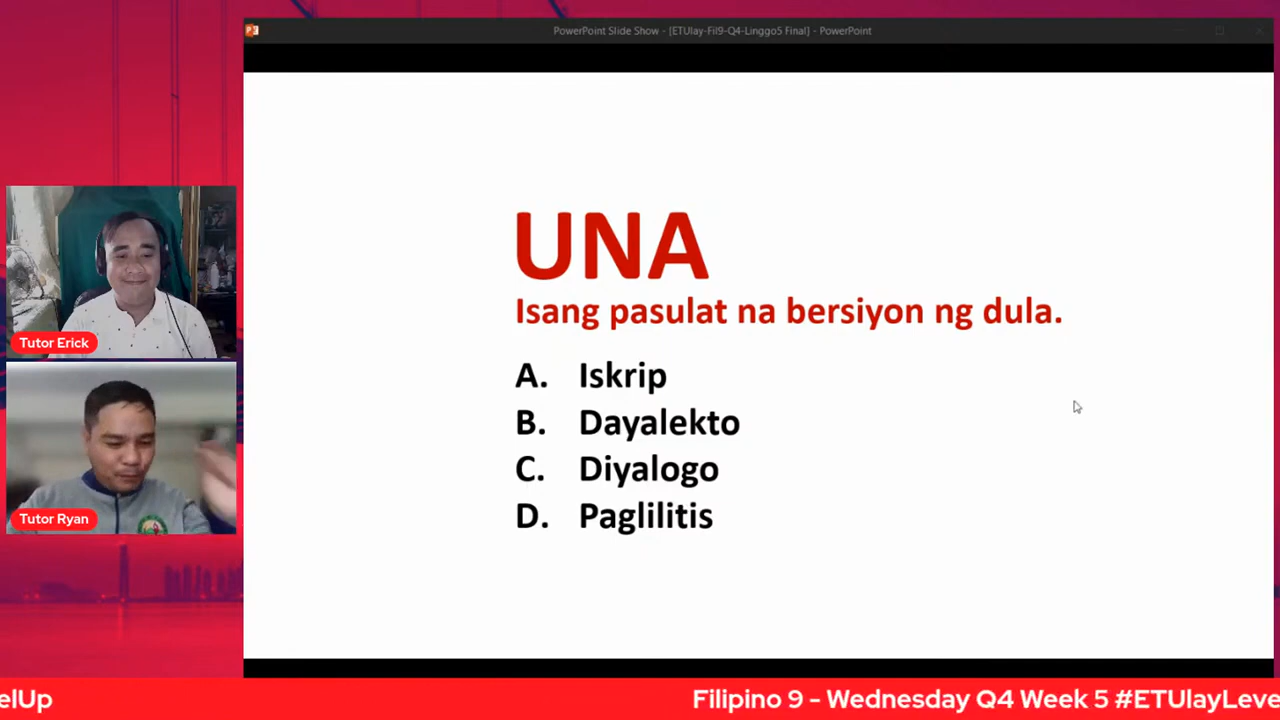 PowerPoint Slide Show - [ETUlay-Fil9-Q4-Linggo5 Final] - PowerPoint
UNA
Isang pasulat na bersiyon ng dula.
A. Iskrip
B. Dayalekto
C. Diyalogo
D. Paglilitis
Tutor Erick
Tutor Ryan
elUp
Filipino 9 - Wednesday Q4 Week 5 #ETUlayLeve